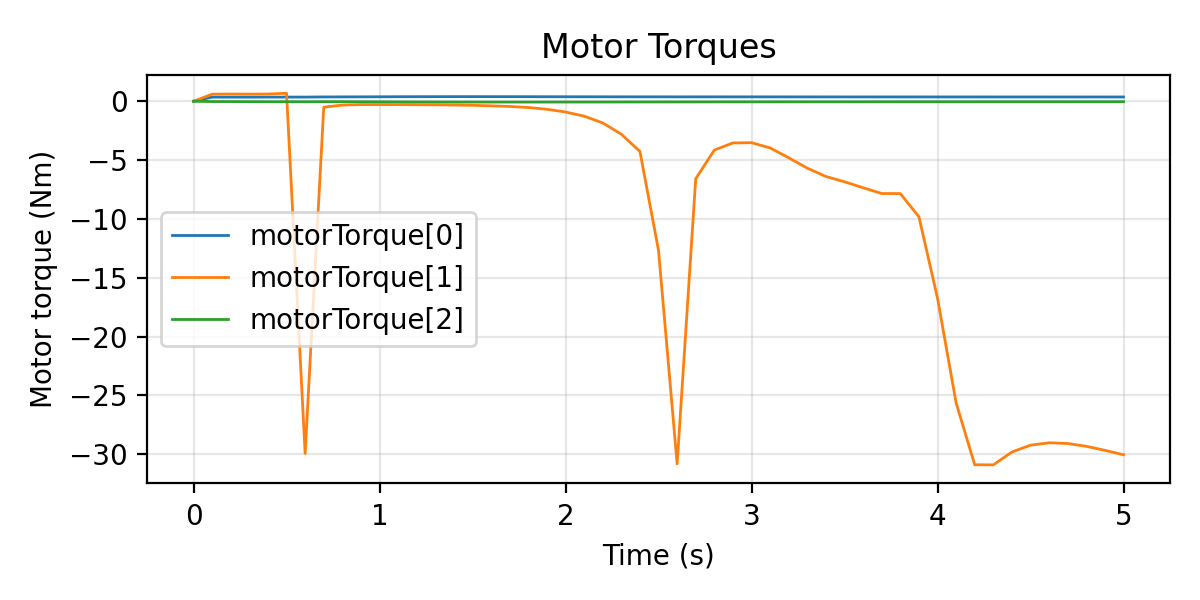 Motor Torques
Motor torque (Nm)
0
−5
−10
−15
−20
−25
−30
motorTorque[0]
motorTorque[1]
motorTorque[2]
0 1 2 3 4 5
Time (s)